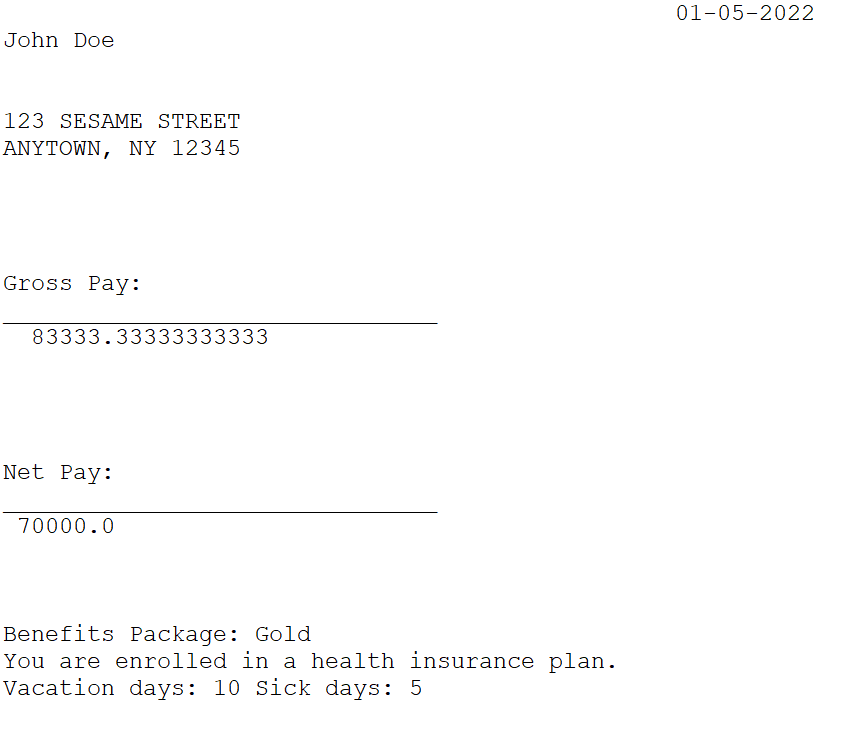 01-05-2022
John Doe
123 SESAME STREET
ANYTOWN, NY 12345
Gross Pay:
83333.33333333333
Net Pay:
70000.0
Benefits Package: Gold
You are enrolled in a health insurance plan.
Vacation days: 10 Sick days: 5